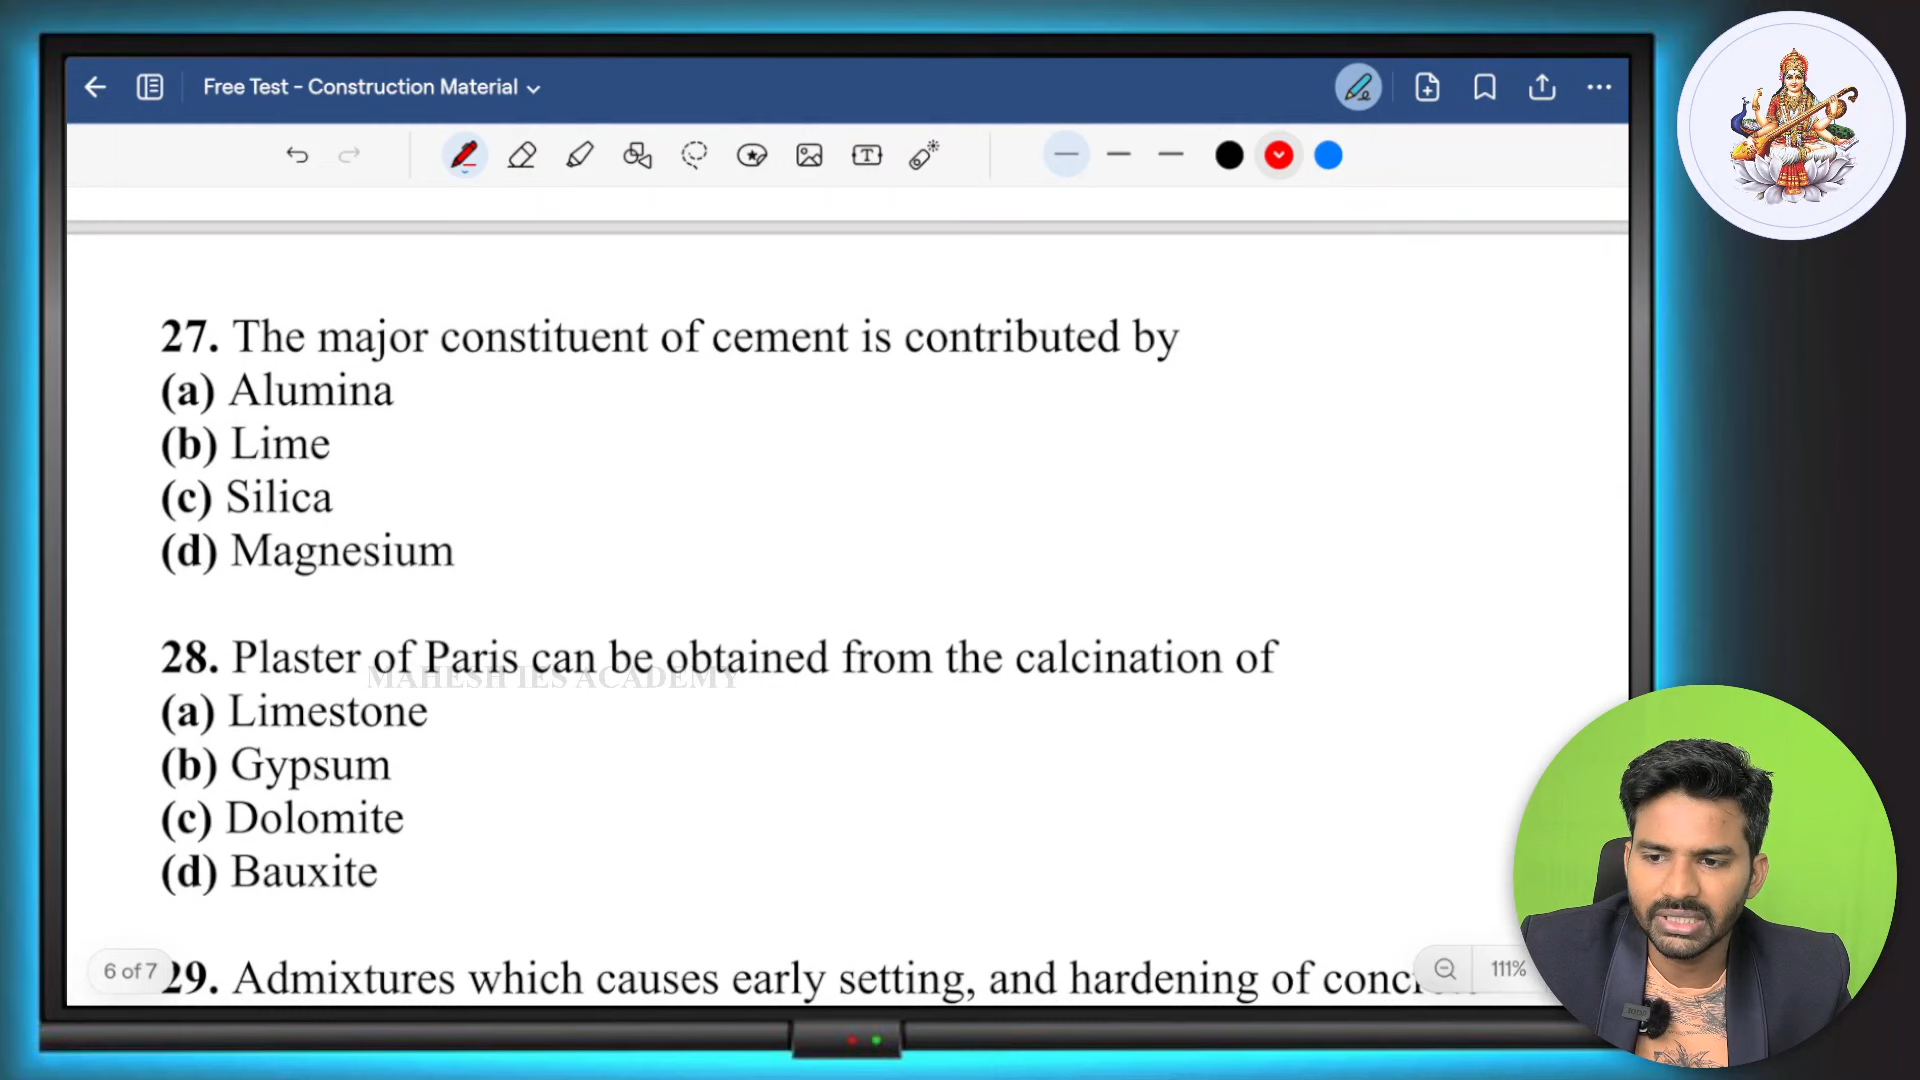 Free Test - Construction Material
27. The major constituent of cement is contributed by
(a) Alumina
(b) Lime
(c) Silica
(d) Magnesium
28. Plaster of Paris can be obtained from the calcination of
MAHESH IES ACADEMY
(a) Limestone
(b) Gypsum
(c) Dolomite
(d) Bauxite
6 of 7
29. Admixtures which causes early setting, and hardening of
111%